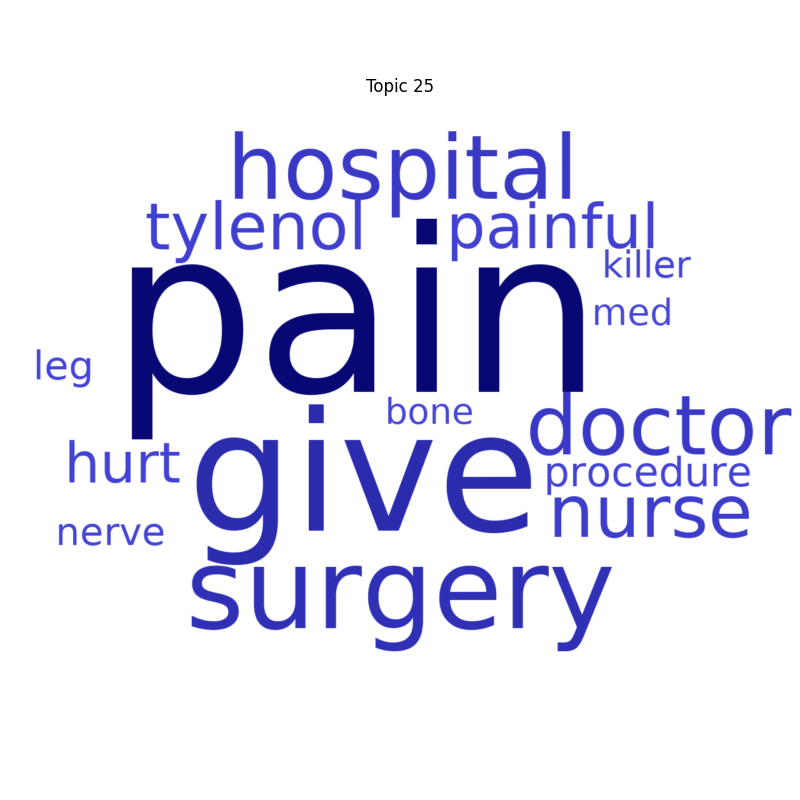 Topic 25
hospital
tylenol painful
killer
pain
med
leg
bone
doctor
hurt
give
procedure
nurse
nerve
surgery